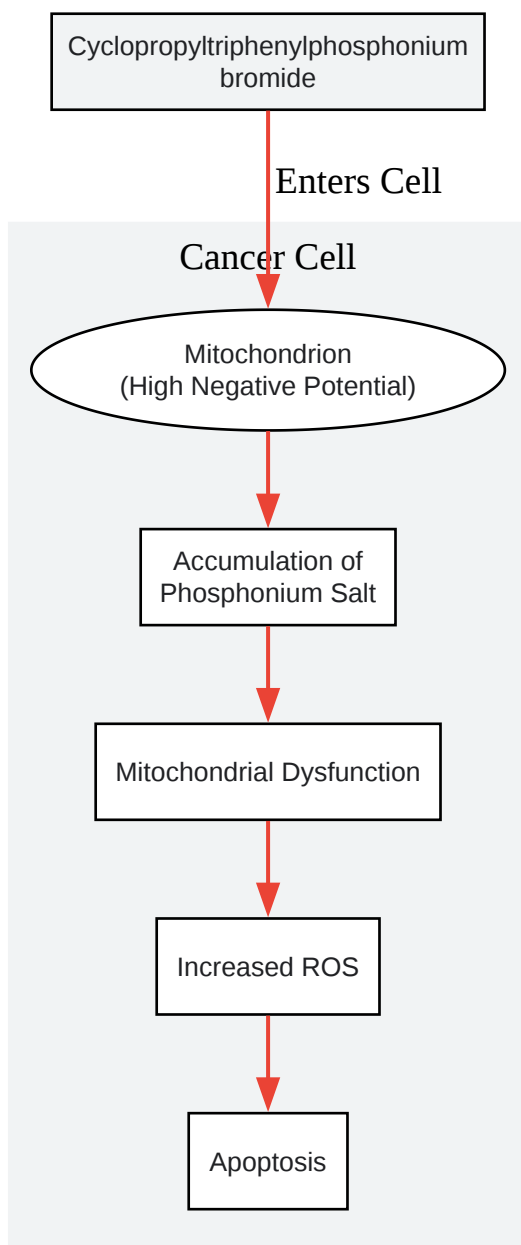 Cyclopropyltriphenylphosphonium
bromide
Enters Cell
Cancer Cell
Mitochondrion
(High Negative Potential)
Accumulation of
Phosphonium Salt
Mitochondrial Dysfunction
Increased ROS
Apoptosis